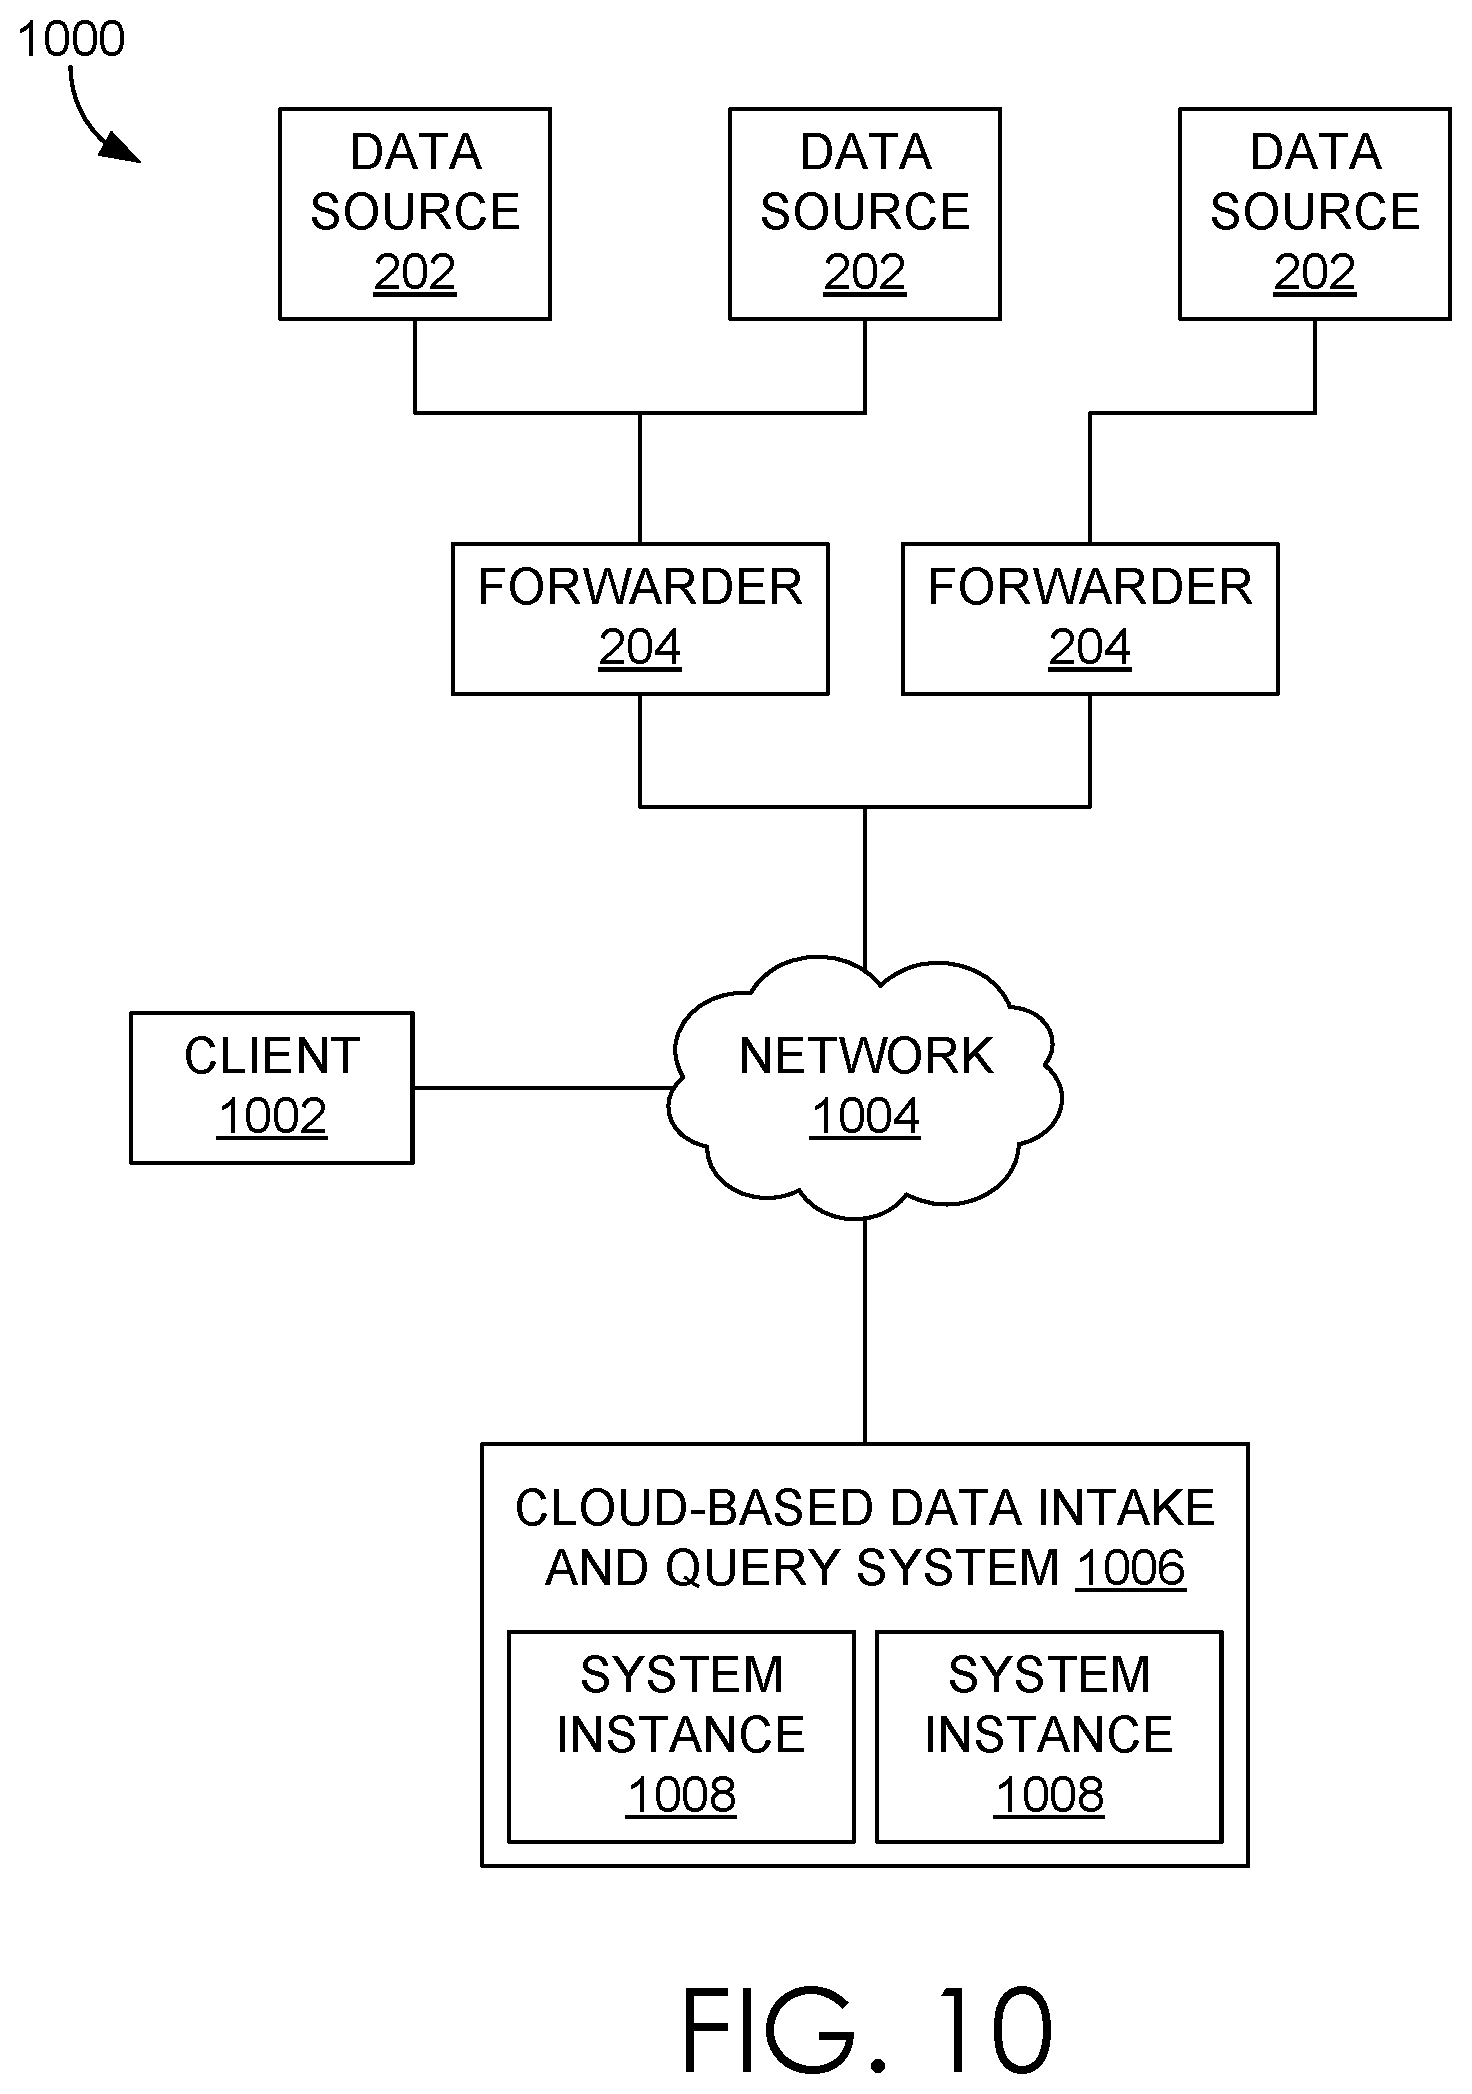 1000
DATA
SOURCE
202
DATA
SOURCE
202
DATA
SOURCE
202
FORWARDER
204
FORWARDER
204
CLIENT
1002
NETWORK
1004
CLOUD-BASED DATA INTAKE
AND QUERY SYSTEM 1006
SYSTEM
INSTANCE
1008
SYSTEM
INSTANCE
1008
FIG. 10